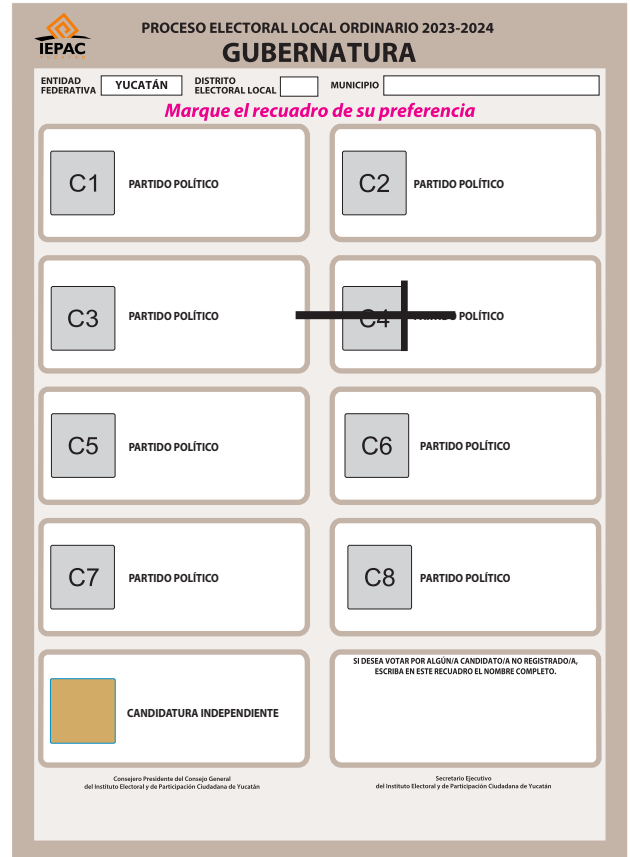 PROCESO ELECTORAL LOCAL ORDINARIO 2023-2024
IEPAC
YUCATÁN
GUBERNATURA
ENTIDAD FEDERATIVA
YUCATÁN
DISTRITO ELECTORAL LOCAL
MUNICIPIO
Marque el recuadro de su preferencia
C1 PARTIDO POLÍTICO
C2 PARTIDO POLÍTICO
C3 PARTIDO POLÍTICO
C4 POLÍTICO
C5 PARTIDO POLÍTICO
C6 PARTIDO POLÍTICO
C7 PARTIDO POLÍTICO
C8 PARTIDO POLÍTICO
CANDIDATURA INDEPENDIENTE
SI DESEA VOTAR POR ALGÚN/A CANDIDATO/A NO REGISTRADO/A,
ESCRIBA EN ESTE RECUADRO EL NOMBRE COMPLETO.
Consejero Presidente del Consejo General
del Instituto Electoral y de Participación Ciudadana de Yucatán
Secretario Ejecutivo
del Instituto Electoral y de Participación Ciudadana de Yucatán